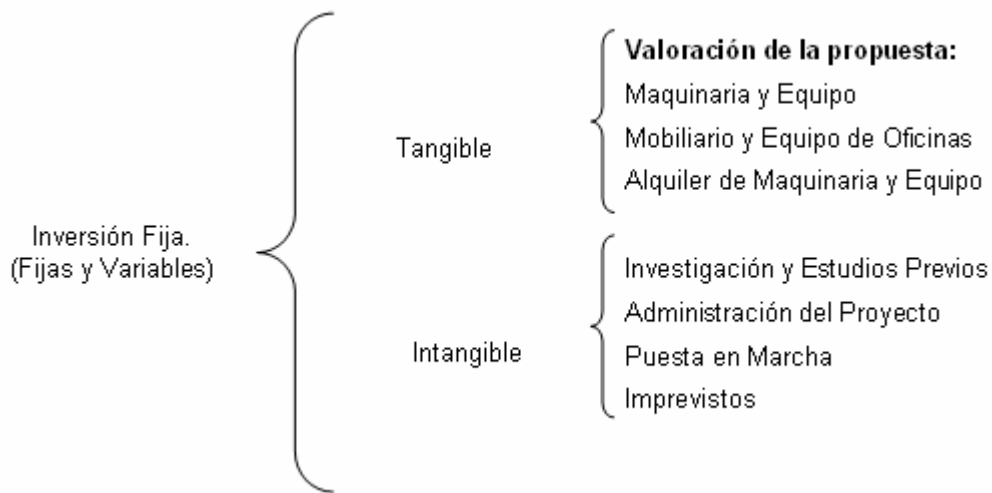 Inversión Fija.
(Fijas y Variables)
Tangible
Valoración de la propuesta:
Maquinaria y Equipo
Mobiliario y Equipo de Oficinas
Alquiler de Maquinaria y Equipo
Intangible
Investigación y Estudios Previos
Administración del Proyecto
Puesta en Marcha
Imprevistos